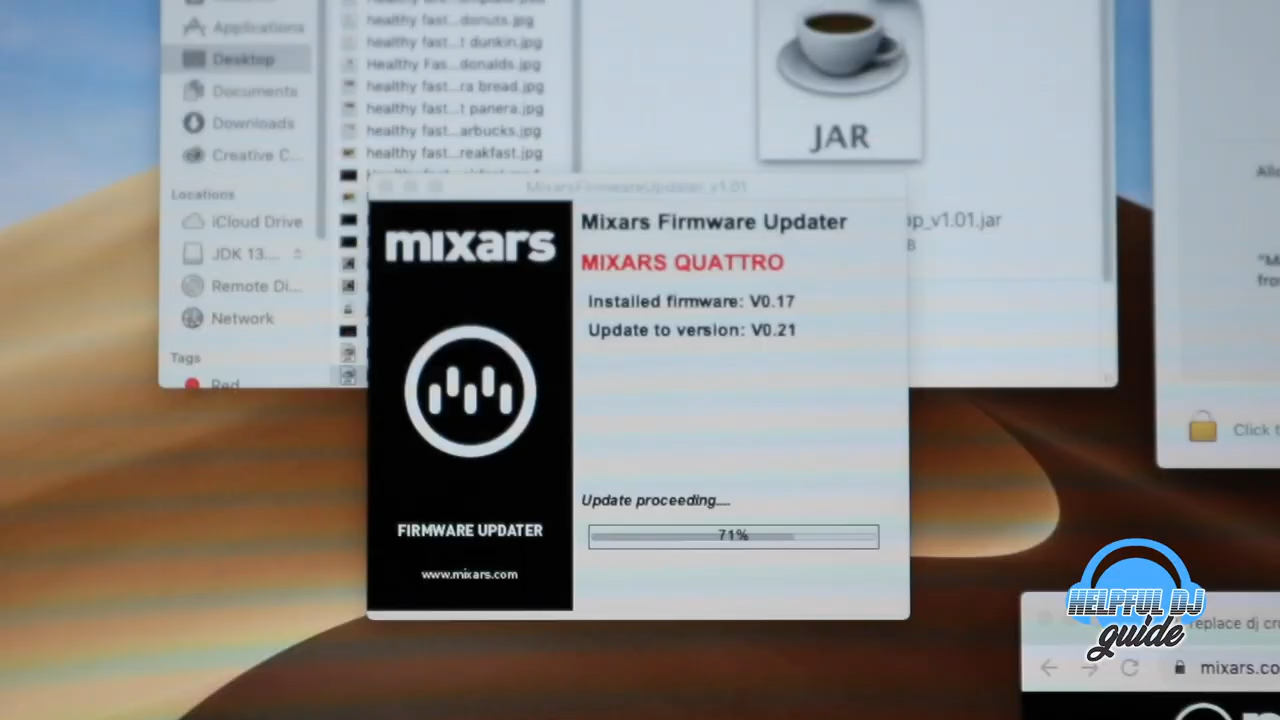 Applications
Desktop
Documents
Downloads
Creative C...
Locations
iCloud Drive
JDK 13....
Remote Di...
Network
Tags
Red
healthy fast...donuts.jpg
healthy fast...t dunkin.jpg
Healthy Fas...donalds.jpg
healthy fast...ra bread.jpg
healthy fast...t panera.jpg
healthy fast...arbucks.jpg
healthy fast...reakfast.jpg
JAR
ap_v1.01.jar
MixarsFirmwareUpdater_v1.01
mixars
FIRMWARE UPDATER
www.mixars.com
Mixars Firmware Updater
MIXARS QUATTRO
Installed firmware: V0.17
Update to version: V0.21
Update proceeding....
71%
Click t
HELPFUL DJ
guide
replace dj cr
mixars.co